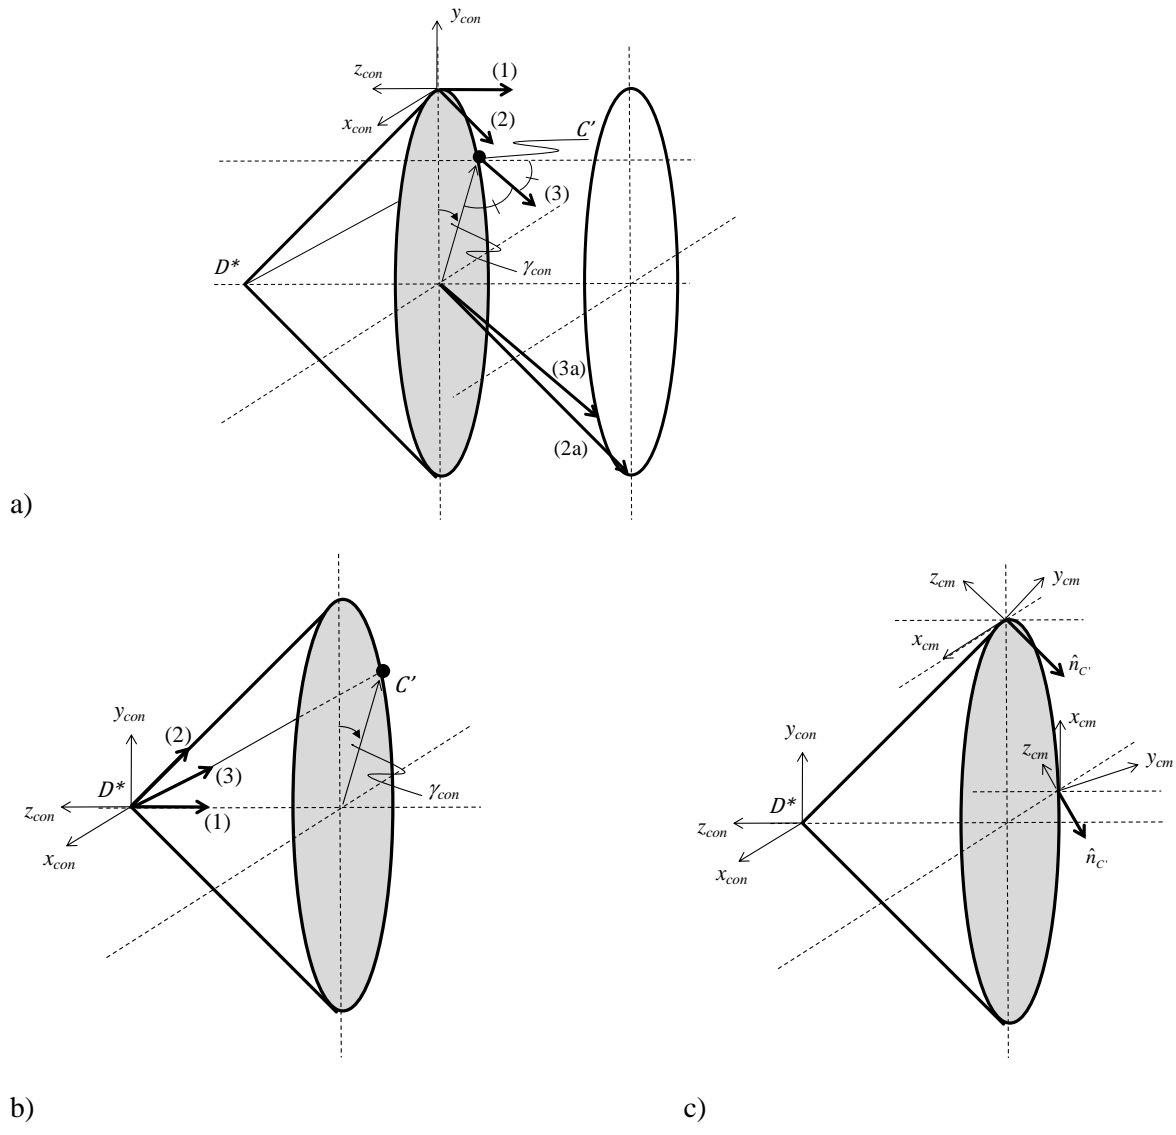 y_con
z_con
(1)
x_con
(2)
C'
(3)
D*
γ_con
(3a)
(2a)
a)
y_con
(2)
(3)
D*
z_con
(1)
x_con
C'
γ_con
b)
z_cm
y_cm
x_cm
n̂_C'
y_con
x_cm
z_cm
y_cm
D*
z_con
x_con
n̂_C'
c)